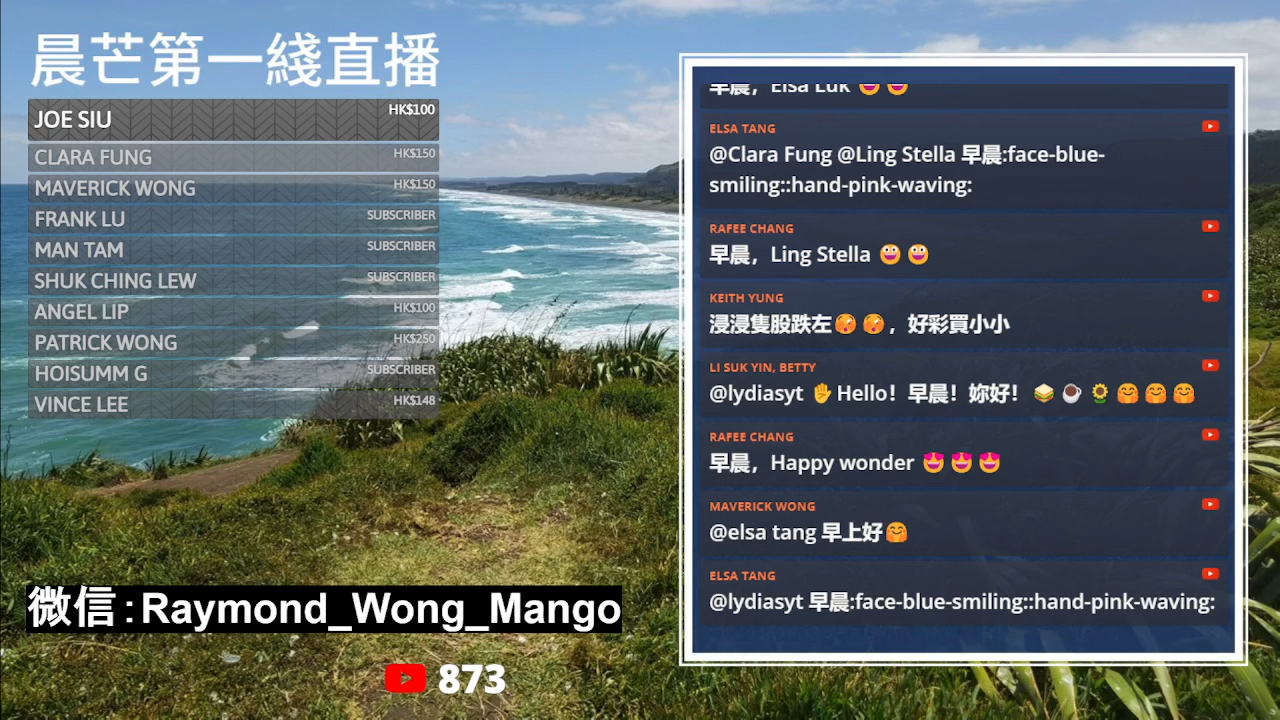 晨芒第一綫直播
JOE SIU HK$100
CLARA FUNG HK$150
MAVERICK WONG HK$150
FRANK LU SUBSCRIBER
MAN TAM SUBSCRIBER
SHUK CHING LEW SUBSCRIBER
ANGEL LIP HK$100
PATRICK WONG HK$250
HOISUMM G SUBSCRIBER
VINCE LEE HK$148
微信:Raymond_Wong_Mango
873
早晨，Elsa Luk 😍😍
ELSA TANG
@Clara Fung @Ling Stella 早晨:face-blue-
smiling::hand-pink-waving:
RAFEE CHANG
早晨，Ling Stella 🤪🤪
KEITH YUNG
浸浸隻股跌左🥵🥵，好彩買小小
LI SUK YIN, BETTY
@lydiasyt ✋Hello！早晨！妳好！ 🥪☕🌻🤗🤗🤗
RAFEE CHANG
早晨，Happy wonder 😍😍😍
MAVERICK WONG
@elsa tang 早上好🤗
ELSA TANG
@lydiasyt 早晨:face-blue-smiling::hand-pink-waving: